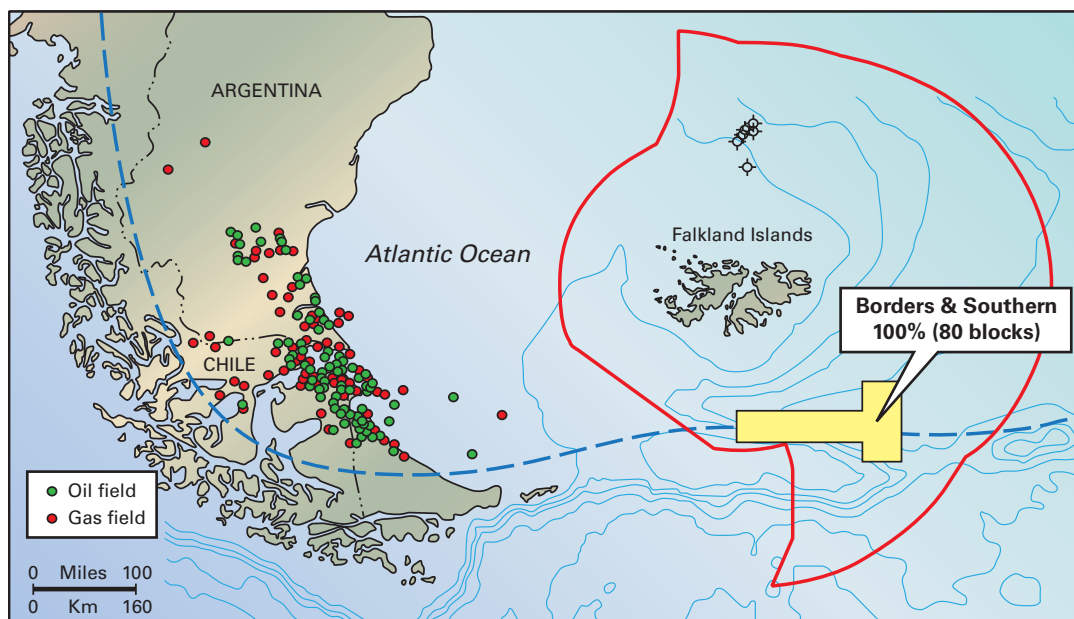 ARGENTINA
Atlantic Ocean
Falkland Islands
Borders & Southern
100% (80 blocks)
CHILE
Oil field
Gas field
0 Miles 100
0 Km 160